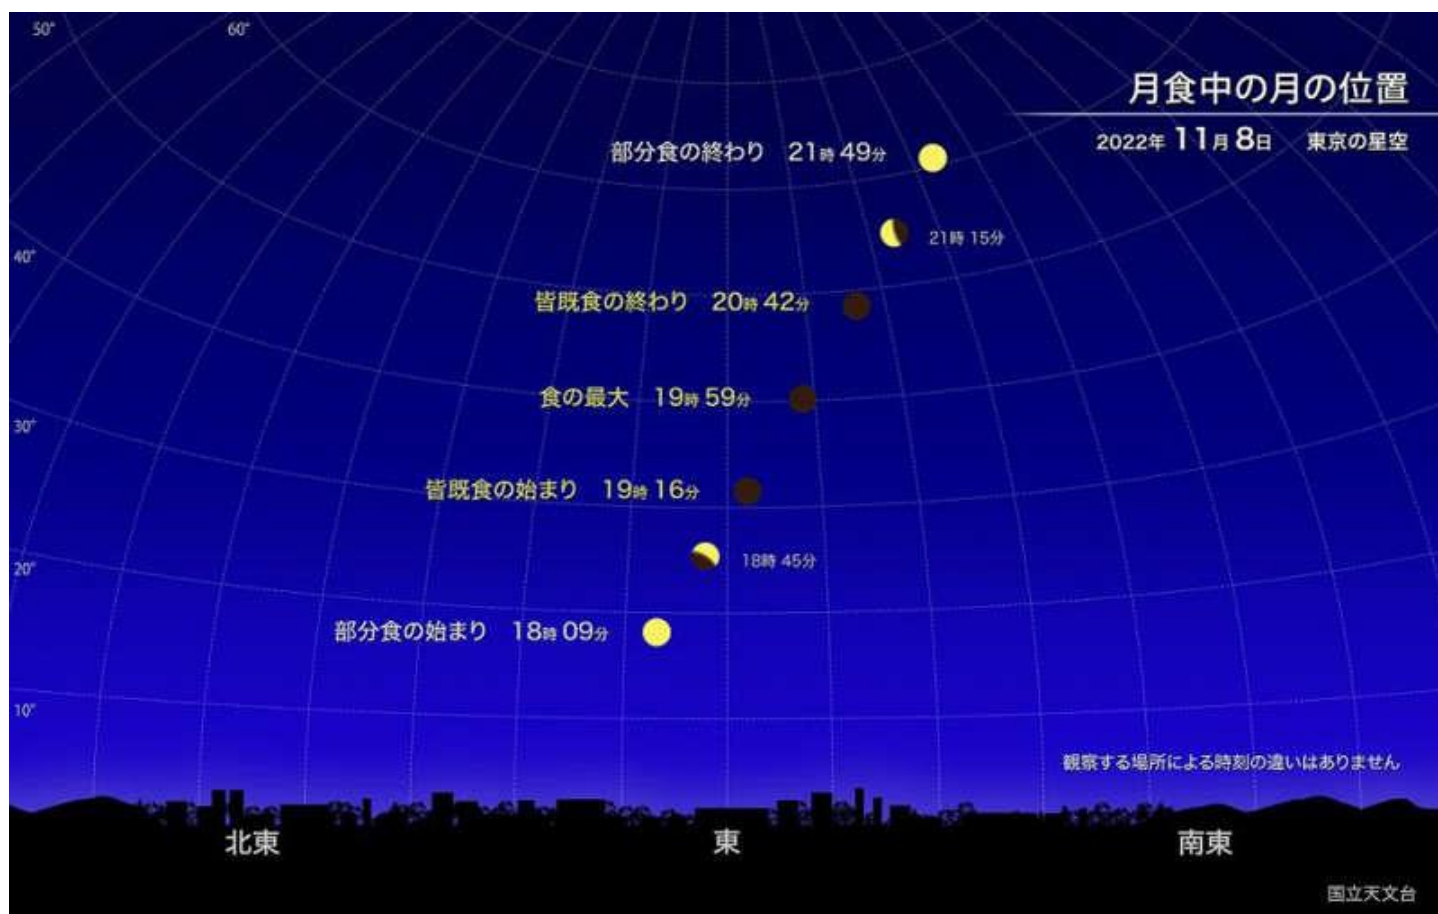 50° 60°
月食中の月の位置
2022年 11月 8日 東京の星空
部分食の終わり 21時 49分
21時 15分
40°
皆既食の終わり 20時 42分
食の最大 19時 59分
30°
皆既食の始まり 19時 16分
18時 45分
20°
部分食の始まり 18時 09分
10°
観察する場所による時刻の違いはありません
北東 東 南東
国立天文台